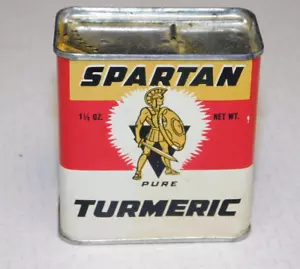 SPARTAN
1½ OZ. NET WT.
PURE
TURMERIC